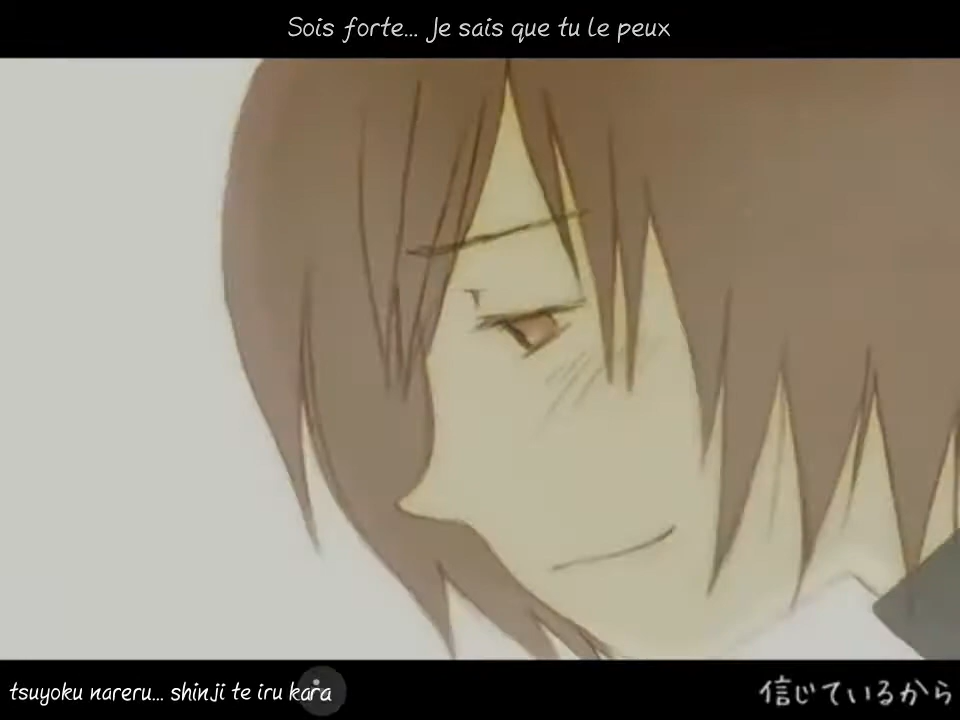 Sois forte... Je sais que tu le peux
tsuyoku nareru... shinji te iru kara
信じているから